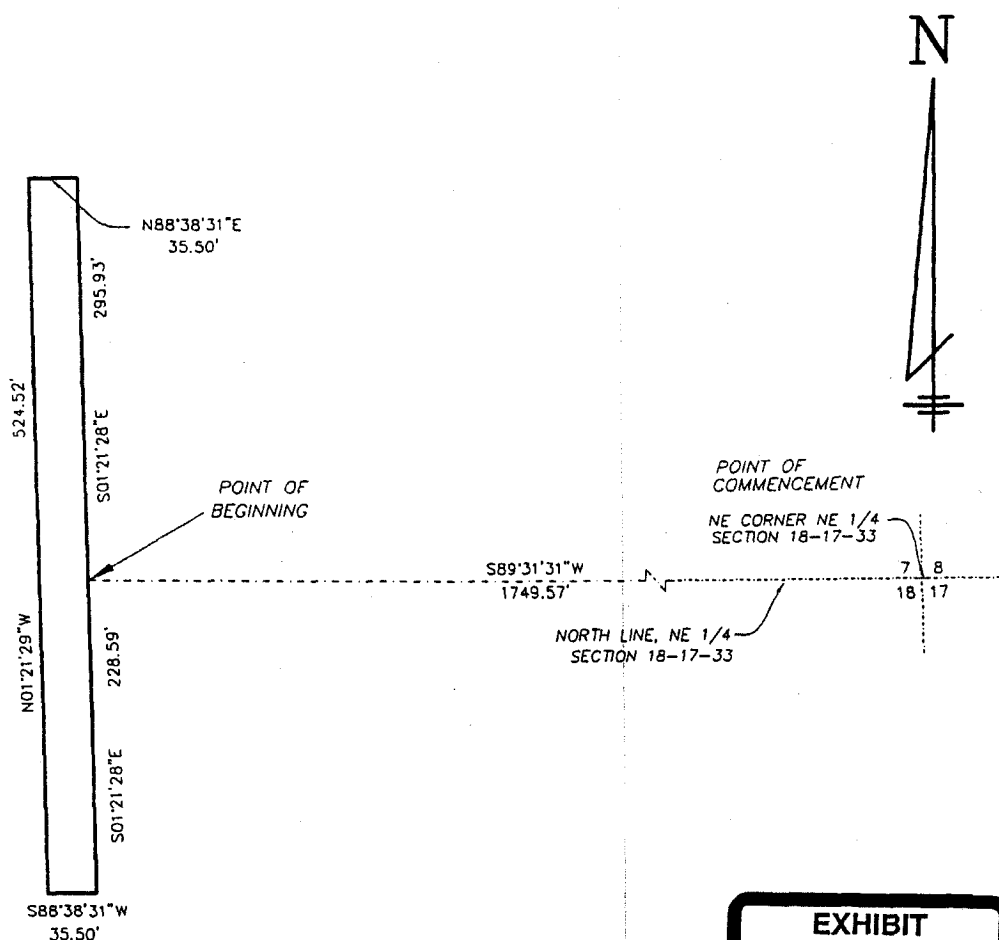 N
N88°38'31"E
35.50'
295.93'
524.52'
S01°21'28"E
POINT OF
BEGINNING
POINT OF
COMMENCEMENT
NE CORNER NE 1/4
SECTION 18-17-33
S89°31'31"W
1749.57'
7 8
18 17
NORTH LINE, NE 1/4
SECTION 18-17-33
228.59'
N01°21'29"W
S01°21'28"E
S88°38'31"W
35.50'
EXHIBIT